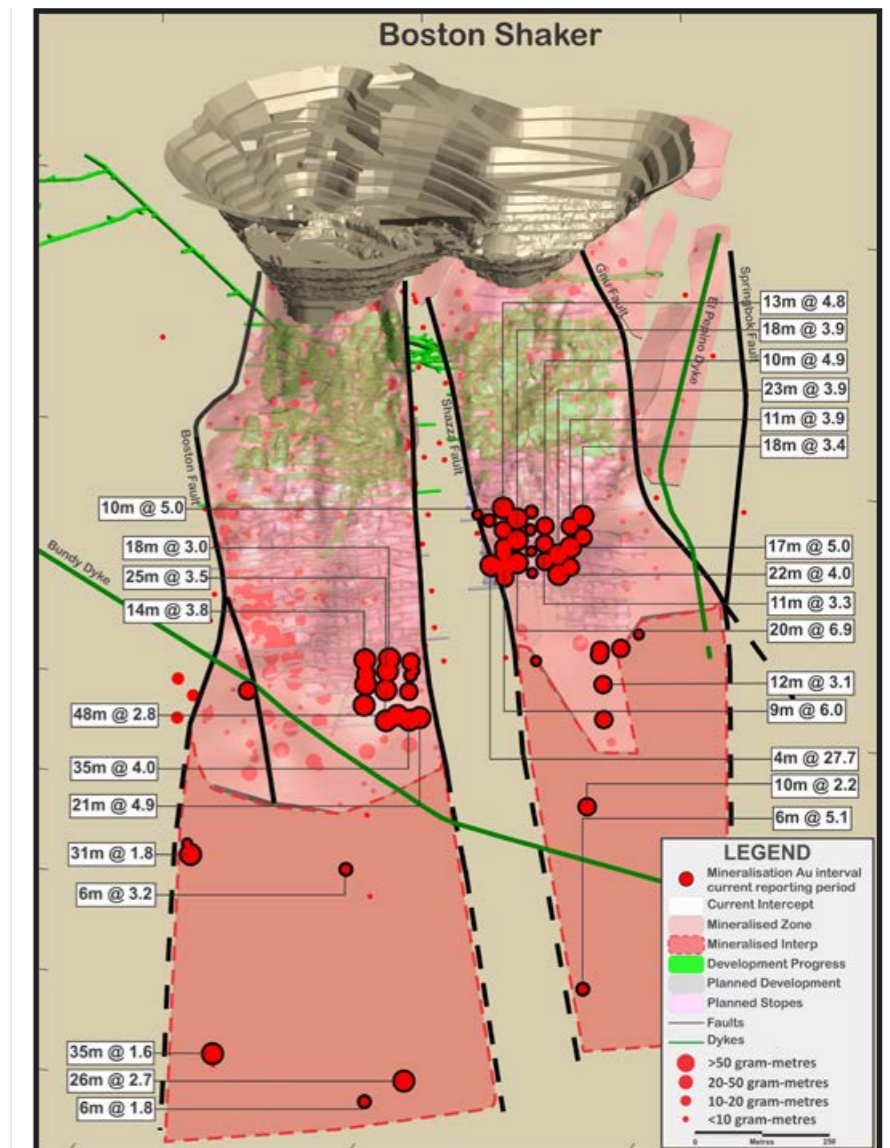 Boston Shaker
Gnu Fault
El Pepino Dyke
Springbok Fault
Shazza Fault
Boston Fault
Bundy Dyke
13m @ 4.8
18m @ 3.9
10m @ 4.9
23m @ 3.9
11m @ 3.9
18m @ 3.4
10m @ 5.0
18m @ 3.0
25m @ 3.5
14m @ 3.8
17m @ 5.0
22m @ 4.0
11m @ 3.3
20m @ 6.9
12m @ 3.1
9m @ 6.0
48m @ 2.8
35m @ 4.0
21m @ 4.9
4m @ 27.7
10m @ 2.2
6m @ 5.1
31m @ 1.8
6m @ 3.2
35m @ 1.6
26m @ 2.7
6m @ 1.8
LEGEND
Mineralisation Au interval
current reporting period
Current Intercept
Mineralised Zone
Mineralised Interp
Development Progress
Planned Development
Planned Stopes
Faults
Dykes
>50 gram-metres
20-50 gram-metres
10-20 gram-metres
<10 gram-metres
0 Metres 250